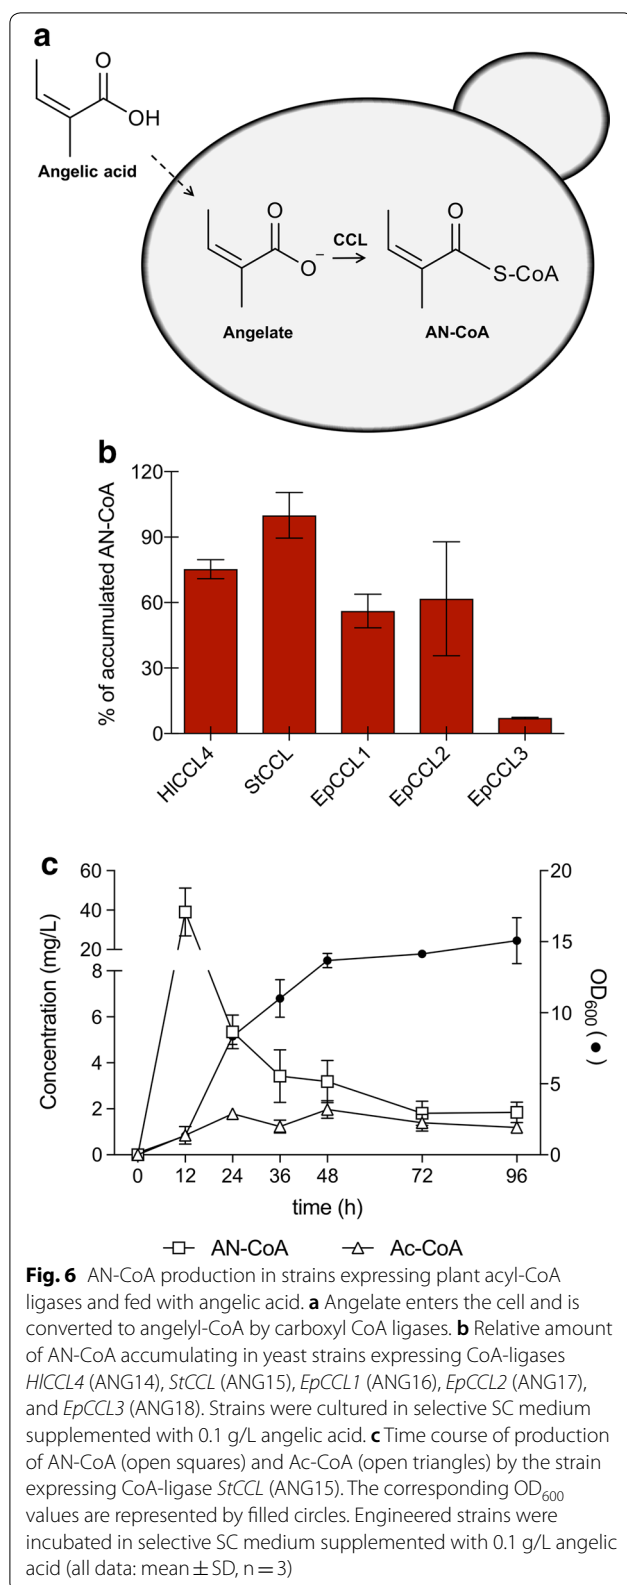 a
O
OH
Angelic acid
O
O⁻
CCL
O
S-CoA
Angelate
AN-CoA
b
% of accumulated AN-CoA
120
90
60
30
0
HlCCL4
StCCL
EpCCL1
EpCCL2
EpCCL3
c
Concentration (mg/L)
60
40
20
8
6
4
2
0
20
15
10
5
0
OD₆₀₀ (●)
0 12 24 36 48 72 96
time (h)
AN-CoA Ac-CoA
Fig. 6 AN-CoA production in strains expressing plant acyl-CoA
ligases and fed with angelic acid. a Angelate enters the cell and is
converted to angelyl-CoA by carboxyl CoA ligases. b Relative amount
of AN-CoA accumulating in yeast strains expressing CoA-ligases
HlCCL4 (ANG14), StCCL (ANG15), EpCCL1 (ANG16), EpCCL2 (ANG17),
and EpCCL3 (ANG18). Strains were cultured in selective SC medium
supplemented with 0.1 g/L angelic acid. c Time course of production
of AN-CoA (open squares) and Ac-CoA (open triangles) by the strain
expressing CoA-ligase StCCL (ANG15). The corresponding OD₆₀₀
values are represented by filled circles. Engineered strains were
incubated in selective SC medium supplemented with 0.1 g/L angelic
acid (all data: mean ± SD, n = 3)